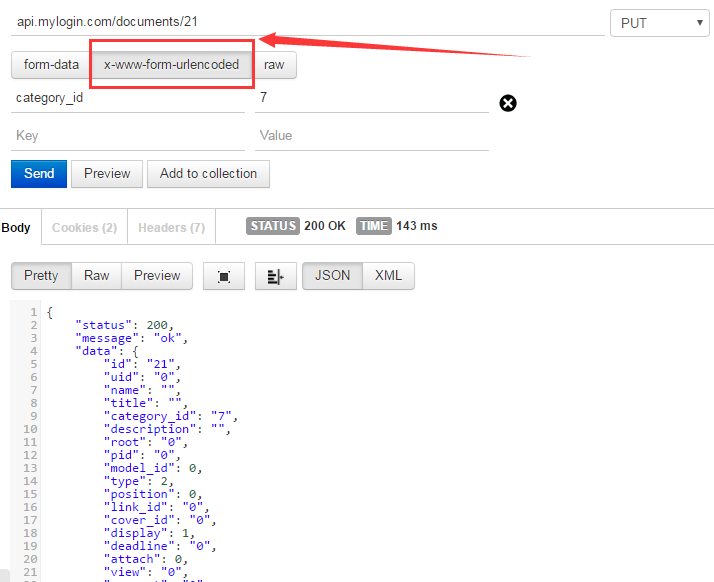 api.mylogin.com/documents/21 PUT
form-data x-www-form-urlencoded raw
category_id 7
Key Value
Send Preview Add to collection
Body Cookies (2) Headers (7) STATUS 200 OK TIME 143 ms
Pretty Raw Preview JSON XML
1 {
2 "status": 200,
3 "message": "ok",
4 "data": {
5 "id": "21",
6 "uid": "0",
7 "name": "",
8 "title": "",
9 "category_id": "7",
10 "description": "",
11 "root": "0",
12 "pid": "0",
13 "model_id": 0,
14 "type": 2,
15 "position": 0,
16 "link_id": "0",
17 "cover_id": "0",
18 "display": 1,
19 "deadline": "0",
20 "attach": 0,
21 "view": "0",